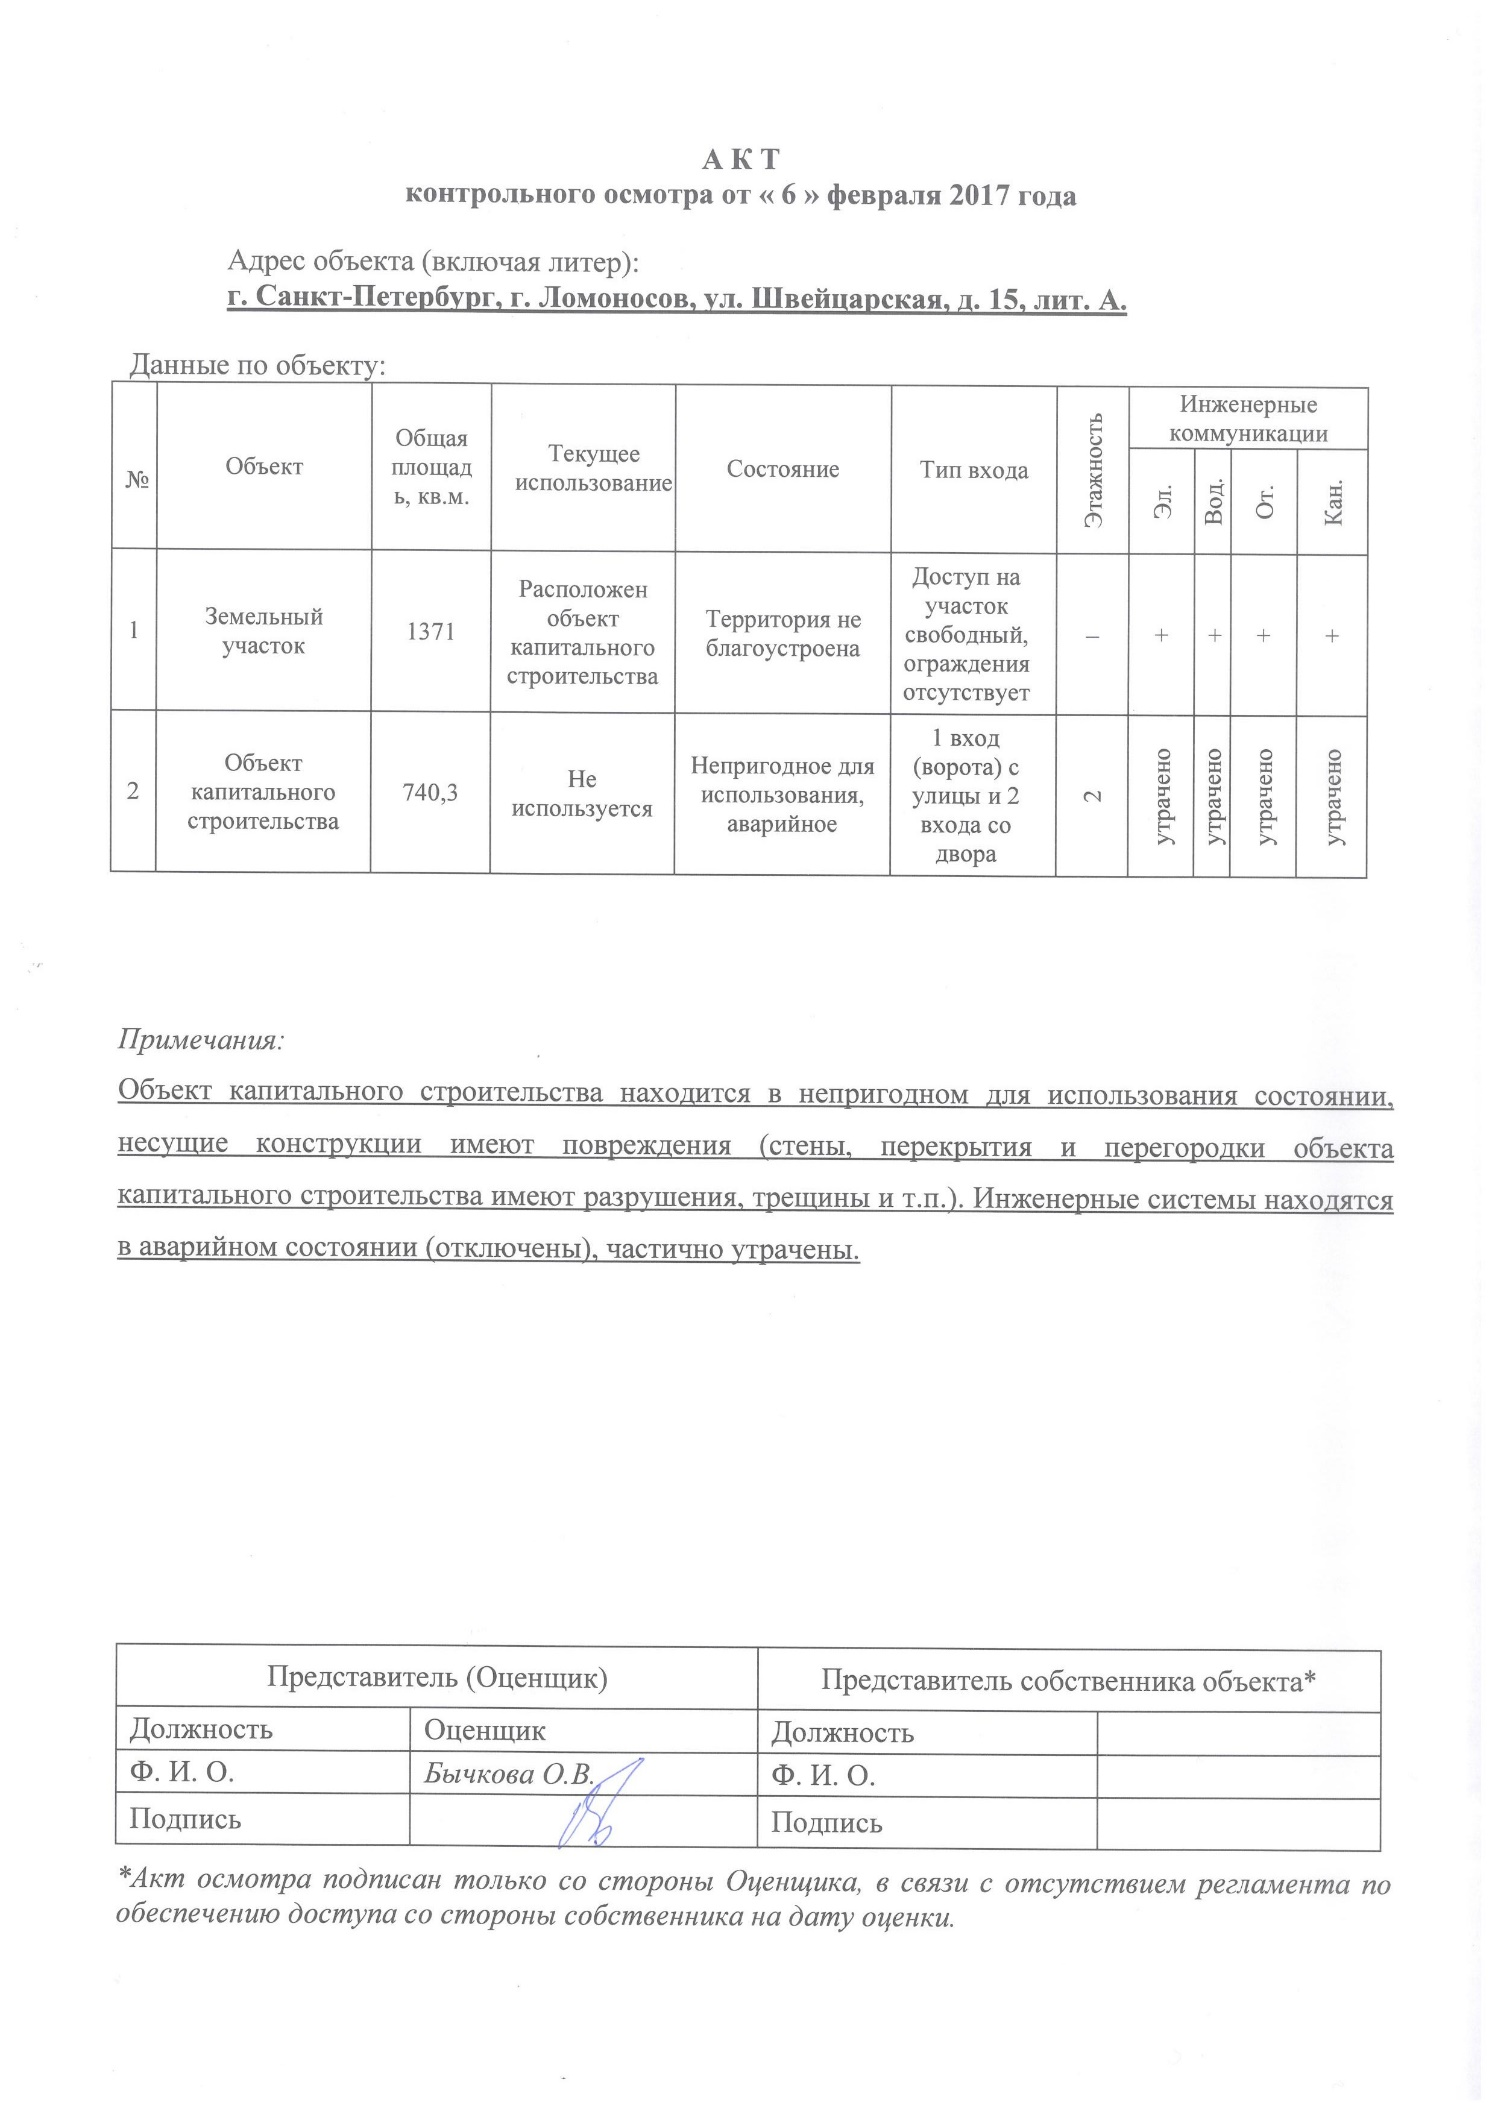 А К Т
контрольного осмотра от « 6 » февраля 2017 года
Адрес объекта (включая литер):
г. Санкт-Петербург, г. Ломоносов, ул. Швейцарская, д. 15, лит. А.
Данные по объекту:
№
Объект
Общая
площад
ь, кв.м.
Текущее
использование
Состояние
Тип входа
Этажность
Инженерные
коммуникации
Эл.
Вод.
От.
Кан.
1
Земельный
участок
1371
Расположен
объект
капитального
строительства
Территория не
благоустроена
Доступ на
участок
свободный,
ограждения
отсутствует
–
+
+
+
+
2
Объект
капитального
строительства
740,3
Не
используется
Непригодное для
использования,
аварийное
1 вход
(ворота) с
улицы и 2
входа со
двора
2
утрачено
утрачено
утрачено
утрачено
Примечания:
Объект капитального строительства находится в непригодном для использования состоянии,
несущие конструкции имеют повреждения (стены, перекрытия и перегородки объекта
капитального строительства имеют разрушения, трещины и т.п.). Инженерные системы находятся
в аварийном состоянии (отключены), частично утрачены.
Представитель (Оценщик)
Представитель собственника объекта*
Должность
Оценщик
Должность
Ф. И. О.
Бычкова О.В.
Ф. И. О.
Подпись
Подпись
*Акт осмотра подписан только со стороны Оценщика, в связи с отсутствием регламента по
обеспечению доступа со стороны собственника на дату оценки.